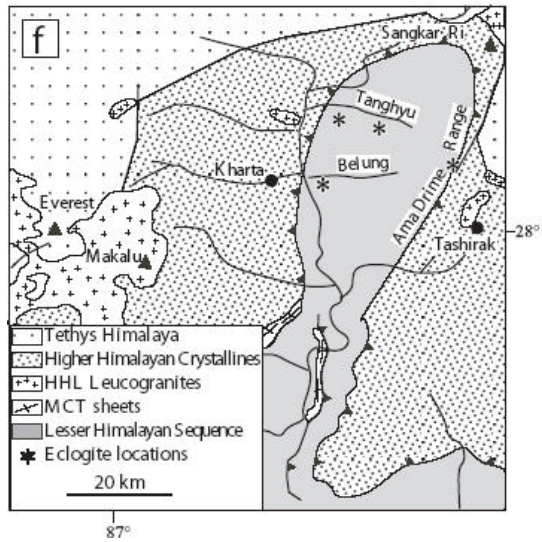 f
Sangkar Ri
Tanghyu
Ama Drime Range
Kharta
Belung
Everest
Makalu
Tashirak
28°
Tethys Himalaya
Higher Himalayan Crystallines
HHL Leucogranites
MCT sheets
Lesser Himalayan Sequence
Eclogite locations
20 km
87°